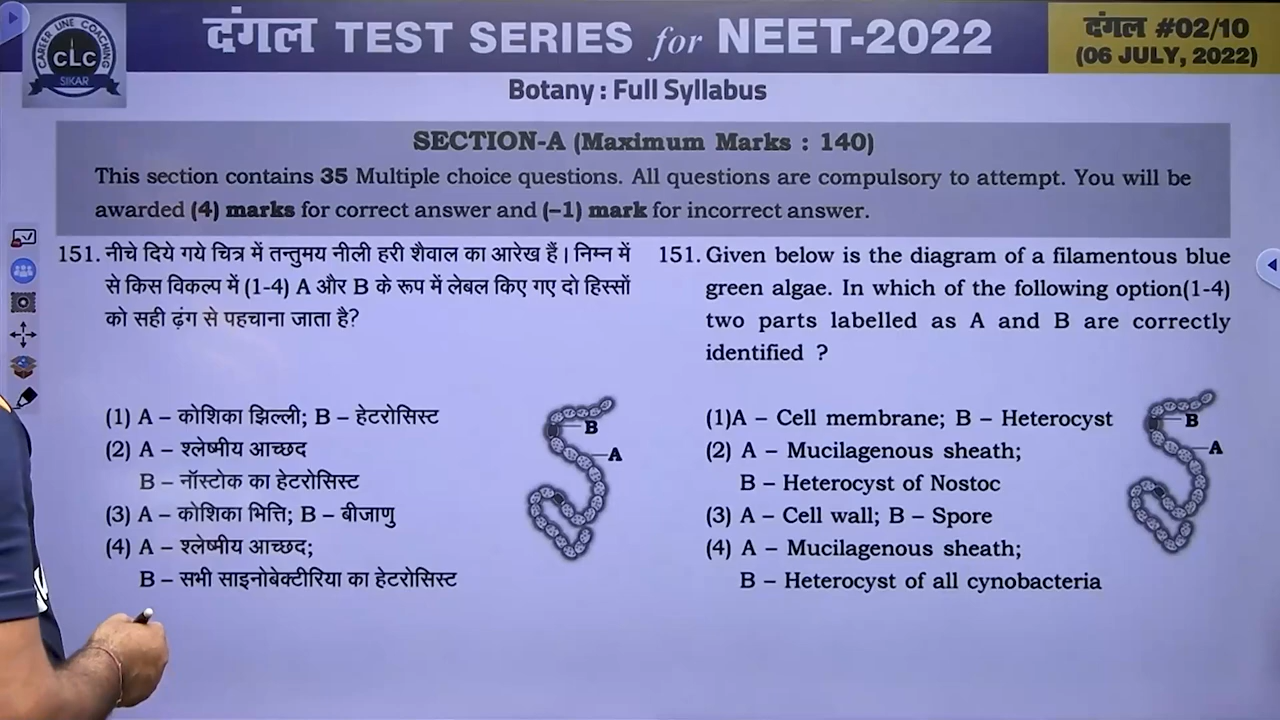 दंगल TEST SERIES for NEET-2022
दंगल #02/10
(06 JULY, 2022)
CAREER LINE COACHING
CLC
SIKAR
Botany : Full Syllabus
SECTION-A (Maximum Marks : 140)
This section contains 35 Multiple choice questions. All questions are compulsory to attempt. You will be
awarded (4) marks for correct answer and (–1) mark for incorrect answer.
151. नीचे दिये गये चित्र में तन्तुमय नीली हरी शैवाल का आरेख हैं। निम्न में
से किस विकल्प में (1-4) A और B के रूप में लेबल किए गए दो हिस्सों
को सही ढ़ंग से पहचाना जाता है?
(1) A – कोशिका झिल्ली; B – हेटरोसिस्ट
(2) A – श्लेष्मीय आच्छद
B – नॉस्टोक का हेटरोसिस्ट
(3) A – कोशिका भित्ति; B – बीजाणु
(4) A – श्लेष्मीय आच्छद;
B – सभी साइनोबेक्टीरिया का हेटरोसिस्ट
B
A
151. Given below is the diagram of a filamentous blue
green algae. In which of the following option(1-4)
two parts labelled as A and B are correctly
identified ?
(1)A – Cell membrane; B – Heterocyst
(2) A – Mucilagenous sheath;
B – Heterocyst of Nostoc
(3) A – Cell wall; B – Spore
(4) A – Mucilagenous sheath;
B – Heterocyst of all cynobacteria
B
A